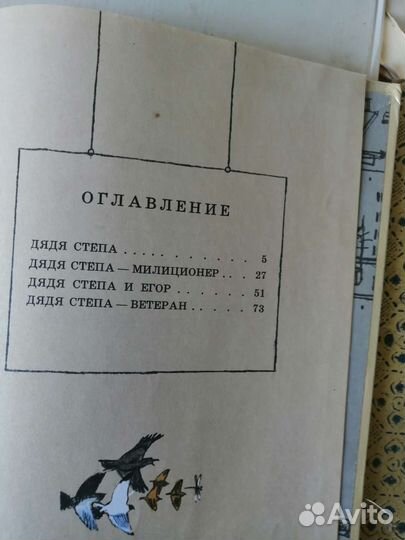 ОГЛАВЛЕНИЕ
ДЯДЯ СТЕПА . . . . . . . . . . . 5
ДЯДЯ СТЕПА — МИЛИЦИОНЕР . . 27
ДЯДЯ СТЕПА И ЕГОР . . . . . . 51
ДЯДЯ СТЕПА — ВЕТЕРАН . . . . . 73
Avito